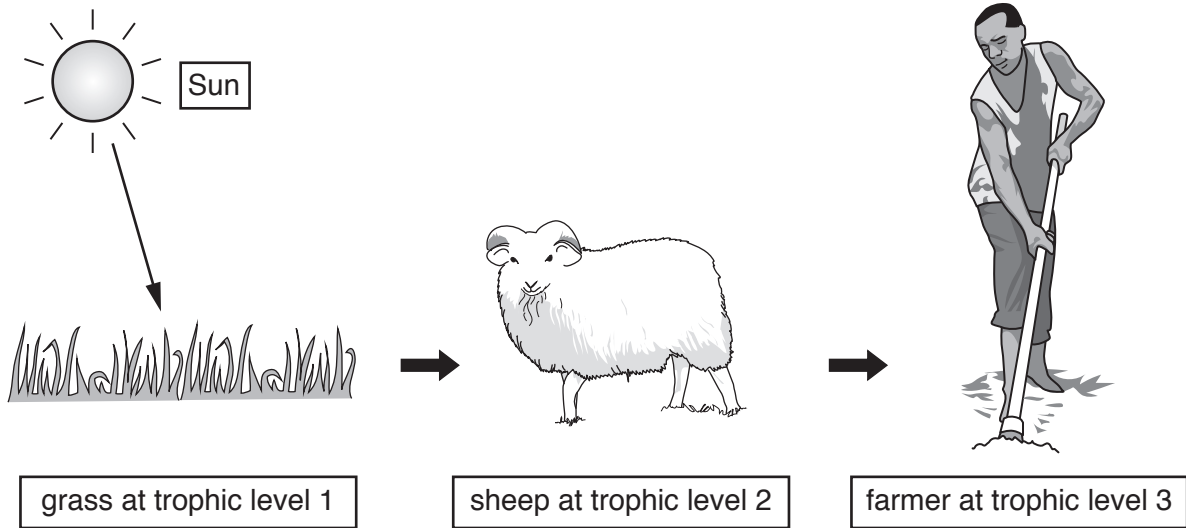 Sun
grass at trophic level 1
sheep at trophic level 2
farmer at trophic level 3